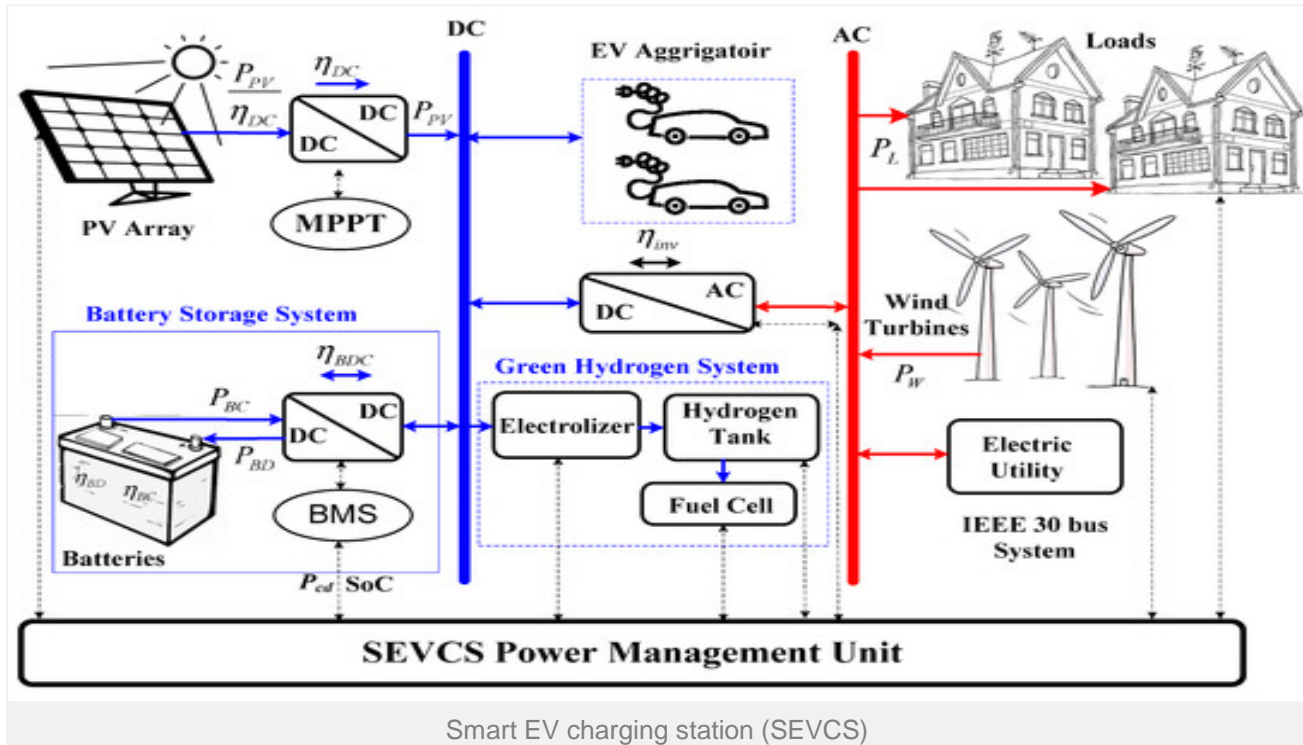 DC
EV Aggrigatoir
AC
Loads
P_PV
η_DC
η_DC
DC
DC
P_PV
P_L
PV Array
MPPT
η_inv
AC
DC
Wind
Turbines
P_W
Battery Storage System
η_BDC
Green Hydrogen System
P_BC
DC
DC
P_BD
η_BD
η_BC
Batteries
BMS
Electrolizer
Hydrogen
Tank
Fuel Cell
Electric
Utility
IEEE 30 bus
System
P_cd SoC
SEVCS Power Management Unit
Smart EV charging station (SEVCS)